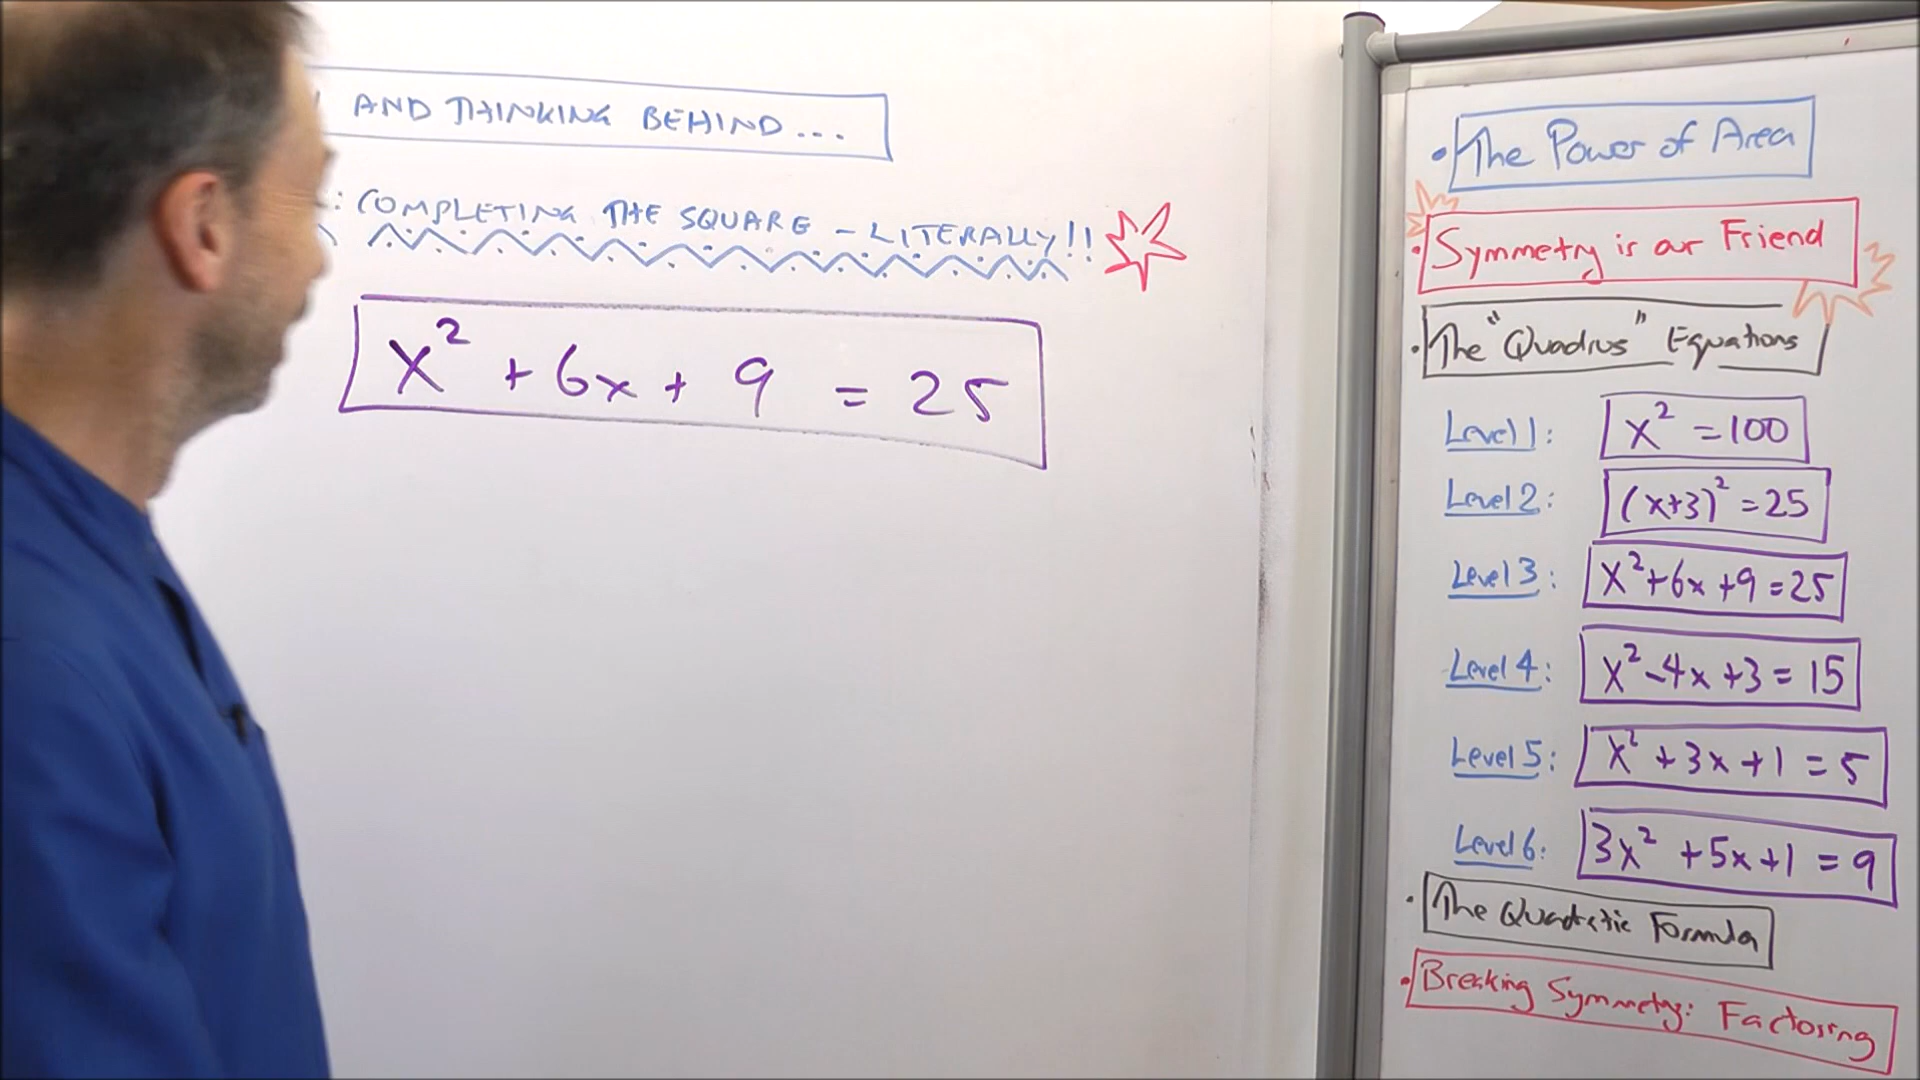 AND THINKING BEHIND...
: COMPLETING THE SQUARE - LITERALLY!!
x² + 6x + 9 = 25
• The Power of Area
• Symmetry is our Friend
• The "Quadrus" Equations
Level 1: x² = 100
Level 2: (x+3)² = 25
Level 3: x² + 6x + 9 = 25
Level 4: x² - 4x + 3 = 15
Level 5: x² + 3x + 1 = 5
Level 6: 3x² + 5x + 1 = 9
• The Quadratic Formula
• Breaking Symmetry: Factoring